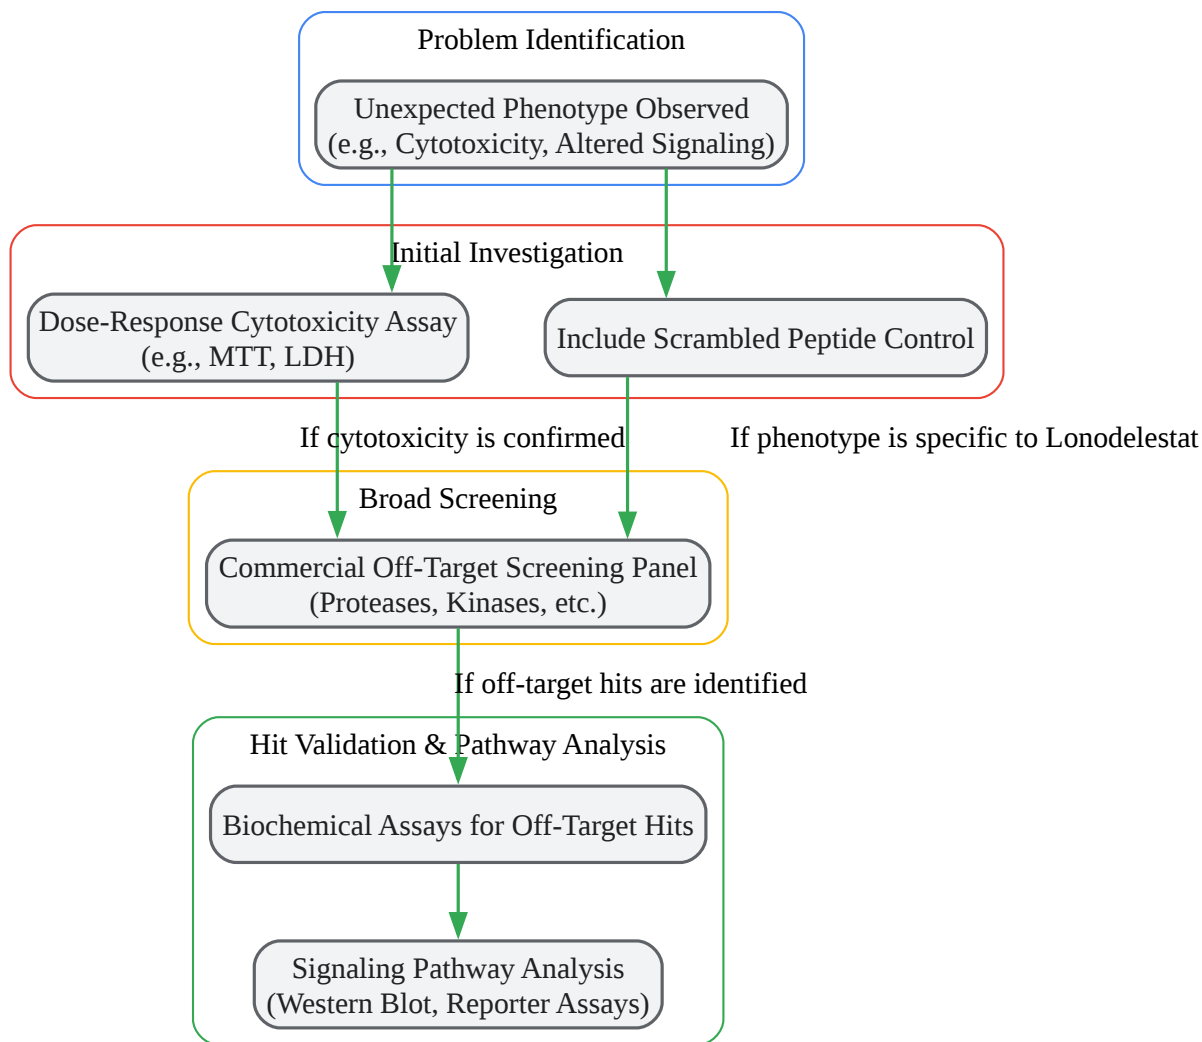 Problem Identification
Unexpected Phenotype Observed
(e.g., Cytotoxicity, Altered Signaling)
Initial Investigation
Dose-Response Cytotoxicity Assay
(e.g., MTT, LDH)
Include Scrambled Peptide Control
If cytotoxicity is confirmed
If phenotype is specific to Lonodelestat
Broad Screening
Commercial Off-Target Screening Panel
(Proteases, Kinases, etc.)
If off-target hits are identified
Hit Validation & Pathway Analysis
Biochemical Assays for Off-Target Hits
Signaling Pathway Analysis
(Western Blot, Reporter Assays)